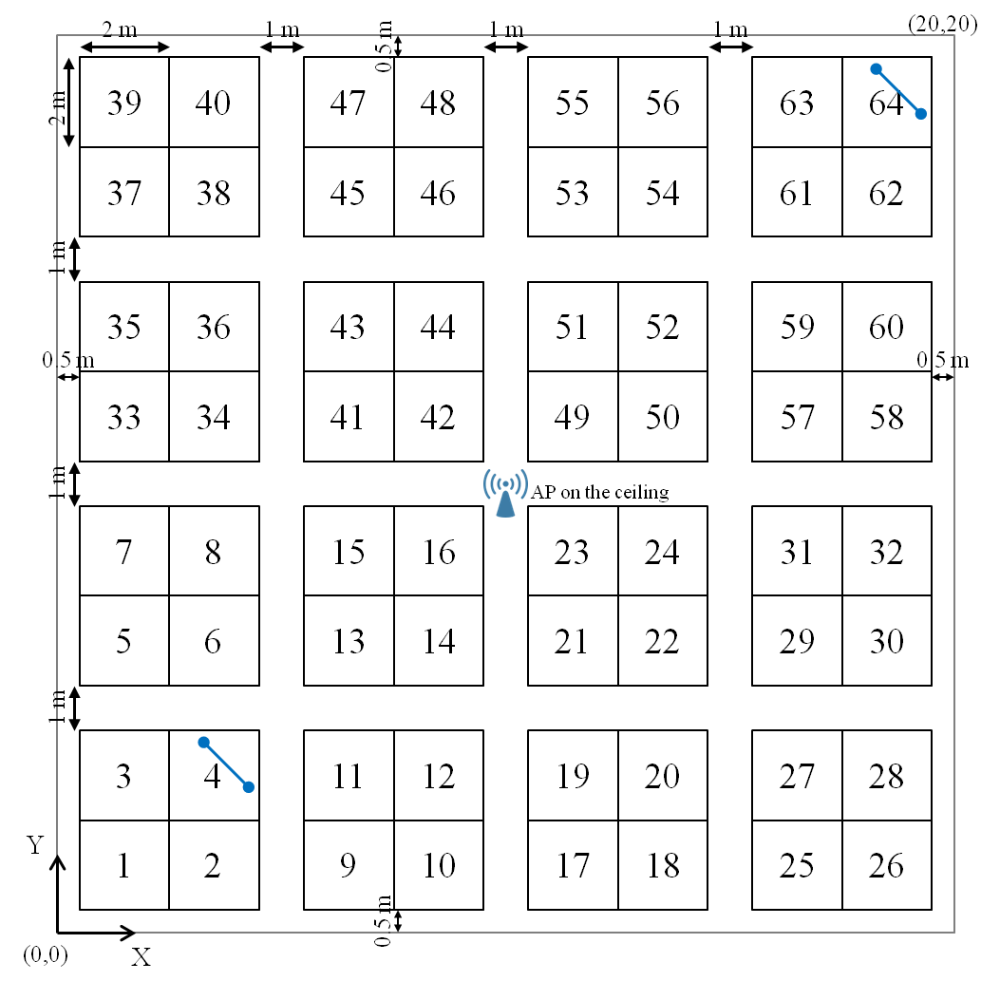 (20,20)
2 m 1 m 0.5 m 1 m 1 m
2 m
39 40 47 48 55 56 63 64
37 38 45 46 53 54 61 62
1 m
35 36 43 44 51 52 59 60
0.5 m 0.5 m
33 34 41 42 49 50 57 58
1 m
AP on the ceiling
7 8 15 16 23 24 31 32
5 6 13 14 21 22 29 30
1 m
3 4 11 12 19 20 27 28
1 2 9 10 17 18 25 26
Y
0.5 m
(0,0) X